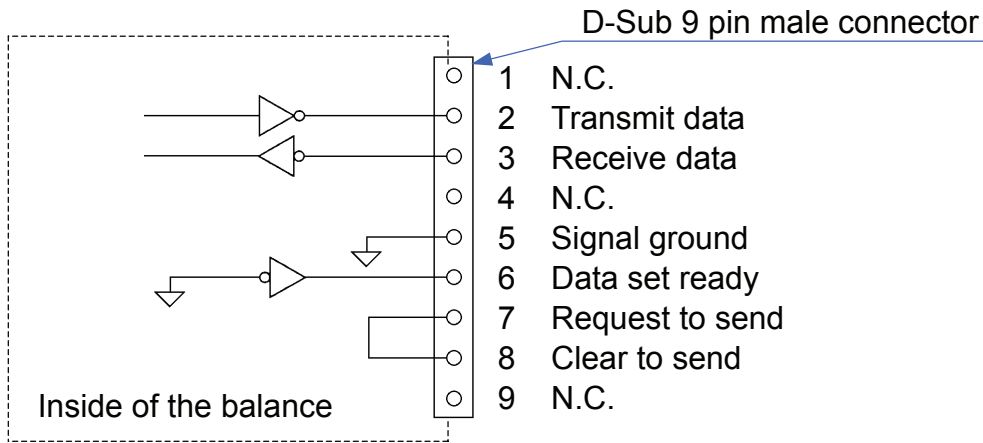 D-Sub 9 pin male connector
1 N.C.
2 Transmit data
3 Receive data
4 N.C.
5 Signal ground
6 Data set ready
7 Request to send
8 Clear to send
9 N.C.
Inside of the balance